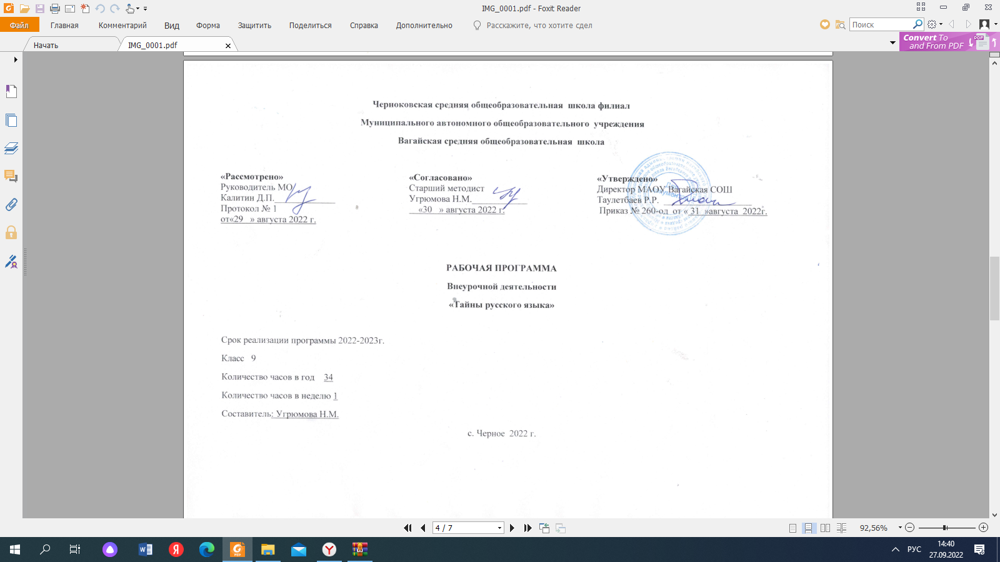 IMG_0001.pdf - Foxit Reader
Файл Главная Комментарий Вид Форма Защитить Поделиться Справка Дополнительно Расскажите, что хотите сдел Поиск
Начать IMG_0001.pdf
Convert To
and From PDF
PDF
Черноковская средняя общеобразовательная школа филиал
Муниципального автономного общеобразовательного учреждения
Вагайская средняя общеобразовательная школа
«Рассмотрено»
Руководитель МО
Калитин Д.П.
Протокол № 1
от«29 » августа 2022 г.
«Согласовано»
Старший методист
Угрюмова Н.М.
«30 » августа 2022 г.
«Утверждено»
Директор МАОУ Вагайская СОШ
Таулетбаев Р.Р.
Приказ № 260-од от « 31 »августа 2022г.
РАБОЧАЯ ПРОГРАММА
Внеурочной деятельности
«Тайны русского языка»
Срок реализации программы 2022-2023г.
Класс 9
Количество часов в год 34
Количество часов в неделю 1
Составитель: Угрюмова Н.М.
с. Черное 2022 г.
4 / 7
92,56%
РУС
14:40
27.09.2022